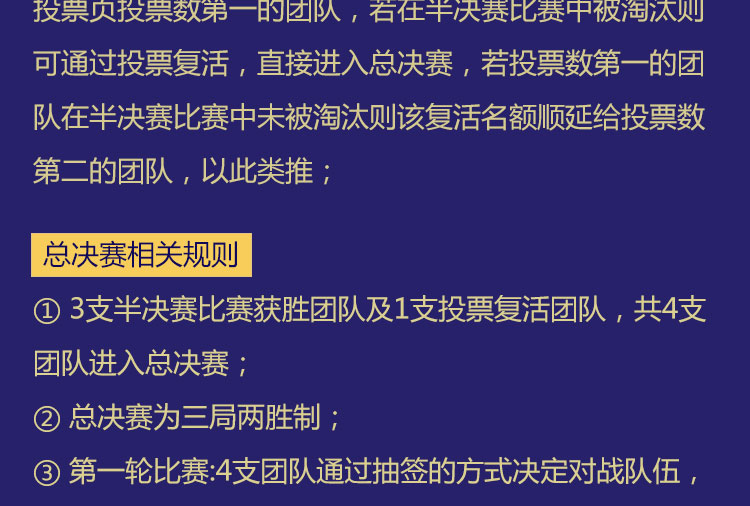 投票页投票数第一的团队，若在半决赛比赛中被淘汰则
可通过投票复活，直接进入总决赛，若投票数第一的团
队在半决赛比赛中未被淘汰则该复活名额顺延给投票数
第二的团队，以此类推；
总决赛相关规则
① 3支半决赛比赛获胜团队及1支投票复活团队，共4支
团队进入总决赛；
② 总决赛为三局两胜制；
③ 第一轮比赛:4支团队通过抽签的方式决定对战队伍，